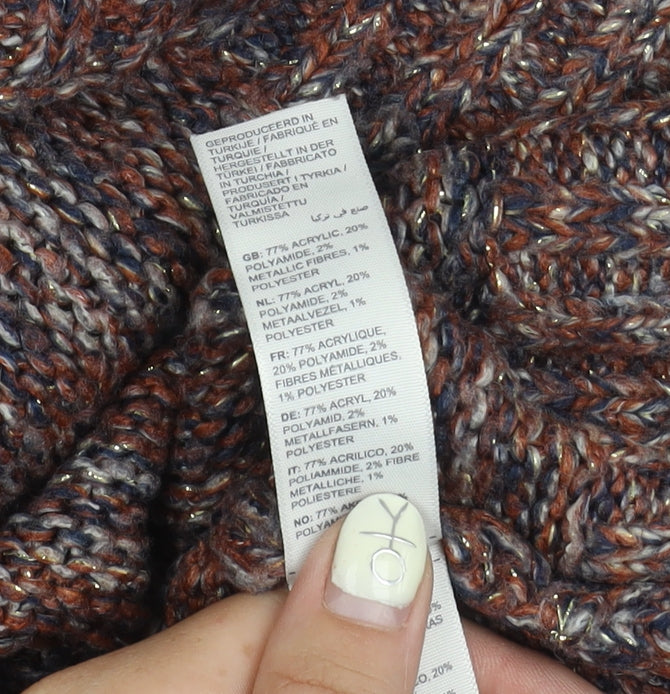 GEPRODUCEERD IN
TURKIJE / FABRIQUÉ EN
TURQUIE /
HERGESTELLT IN DER
TÜRKEI / FABBRICATO
IN TURCHIA /
PRODUSERT I TYRKIA /
FABRICADO EN
TURQUÍA /
VALMISTETTU
TURKISSA
صنع في تركيا
GB: 77% ACRYLIC, 20%
POLYAMIDE, 2%
METALLIC FIBRES, 1%
POLYESTER
NL: 77% ACRYL, 20%
POLYAMIDE, 2%
METAALVEZEL, 1%
POLYESTER
FR: 77% ACRYLIQUE,
20% POLYAMIDE, 2%
FIBRES MÉTALLIQUES,
1% POLYESTER
DE: 77% ACRYL, 20%
POLYAMID, 2%
METALLFASERN, 1%
POLYESTER
IT: 77% ACRILICO, 20%
POLIAMMIDE, 2% FIBRE
METALLICHE, 1%
POLIESTERE
NO: 77%
20%